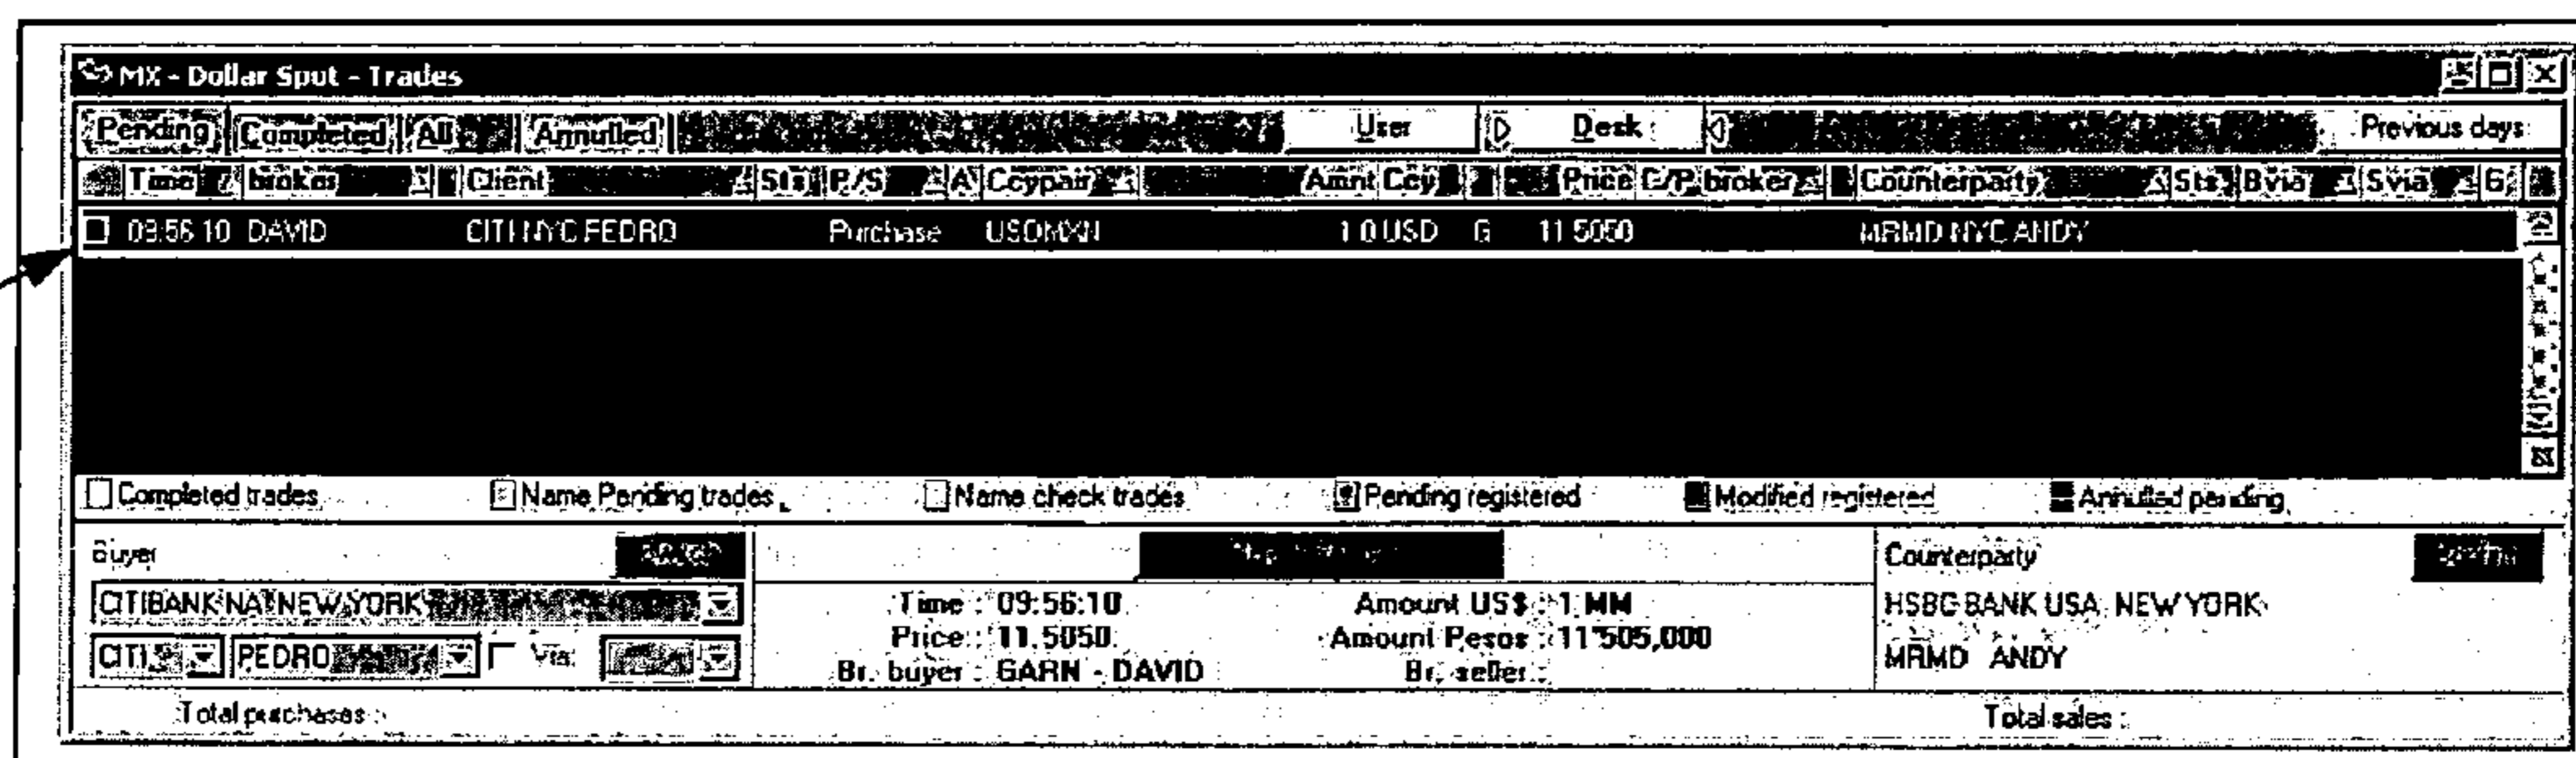 MX - Dollar Spot - Trades
Pending Completed All Annulled User Desk Previous days
Time broker Client Sts P/S A Ccypair Amnt Ccy Price C/P broker Counterparty Sts Bvia Svia G
09:56 10 DAVID CITI NYC PEDRO Purchase USDMXN 1 0 USD G 11 5050 MRMD NYC ANDY
Completed trades Name Pending trades Name check trades Pending registered Modified registered Annulled pending
Buyer Counterparty
CITIBANK NA NEW YORK Time : 09:56:10 Amount US$ : 1 MM HSBC BANK USA, NEW YORK
Price : 11.5050 Amount Pesos : 11'505,000
CITI PEDRO Via: MRMD ANDY
Br. buyer : GARN - DAVID Br. seller :
Total purchases : Total sales :